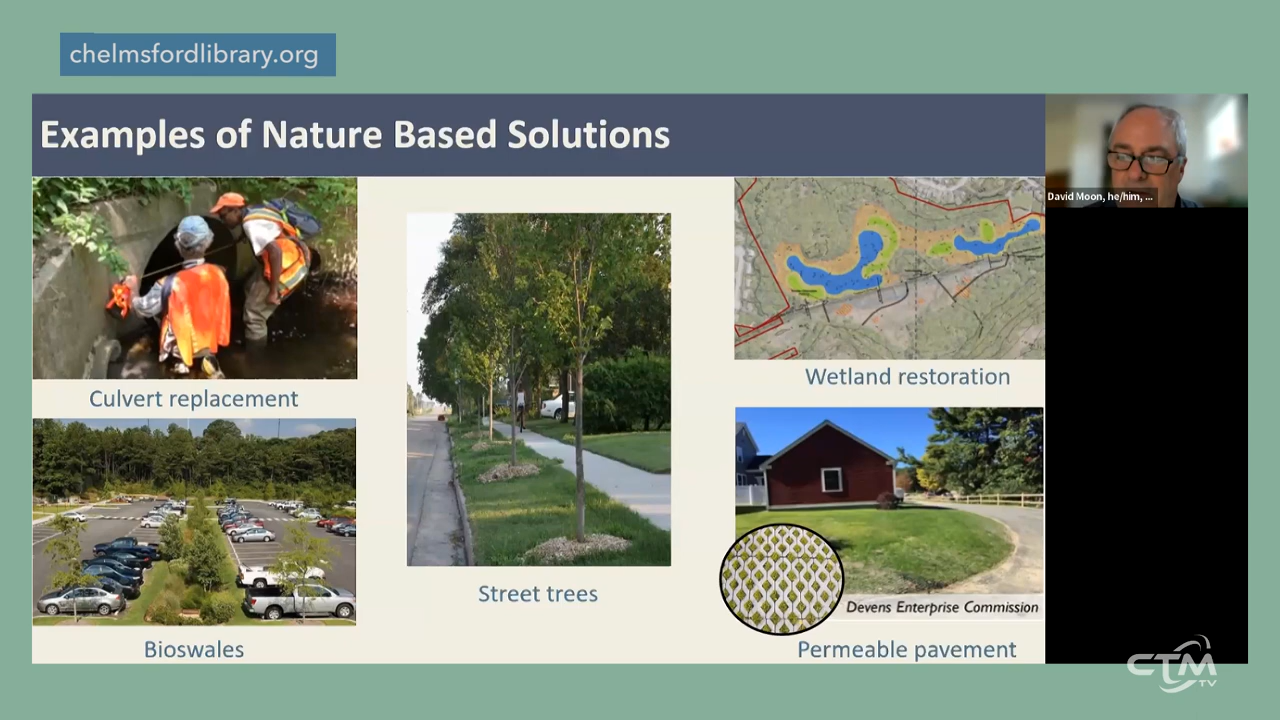 chelmsfordlibrary.org
Examples of Nature Based Solutions
David Moon, he/him, ...
Culvert replacement
Street trees
Wetland restoration
Bioswales
Devens Enterprise Commission
Permeable pavement
CTM
TV